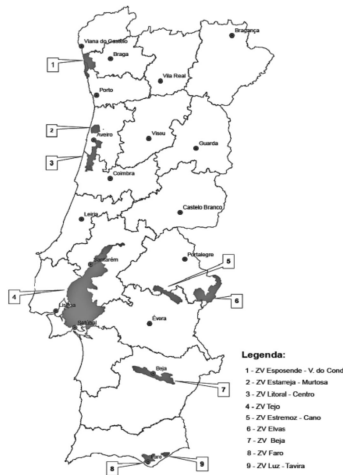 Bragança
Viana do Castelo
Braga
1
Vila Real
Porto
2
Aveiro
Viseu
Guarda
3
Coimbra
Castelo Branco
Leiria
Santarém
Portalegre
5
4
6
Lisboa
Setúbal
Évora
Beja
7
Faro
8
9
Legenda:
1 - ZV Esposende - V. do Cond
2 - ZV Estarreja - Murtosa
3 - ZV Litoral - Centro
4 - ZV Tejo
5 - ZV Estremoz - Cano
6 - ZV Elvas
7 - ZV Beja
8 - ZV Faro
9 - ZV Luz - Tavira